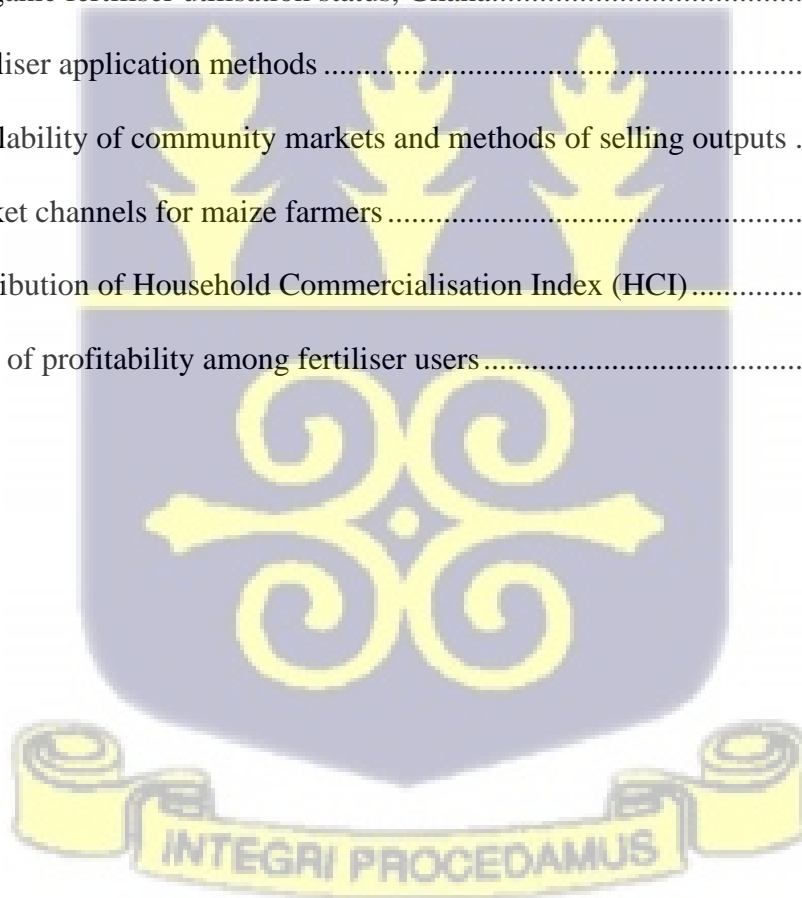 ganic fertiliser utilisation status, Ghana........................................
liser application methods ............................................................
lability of community markets and methods of selling outputs .
ket channels for maize farmers ....................................................
ribution of Household Commercialisation Index (HCI) ..............
of profitability among fertiliser users ........................................
INTEGRI PROCEDAMUS